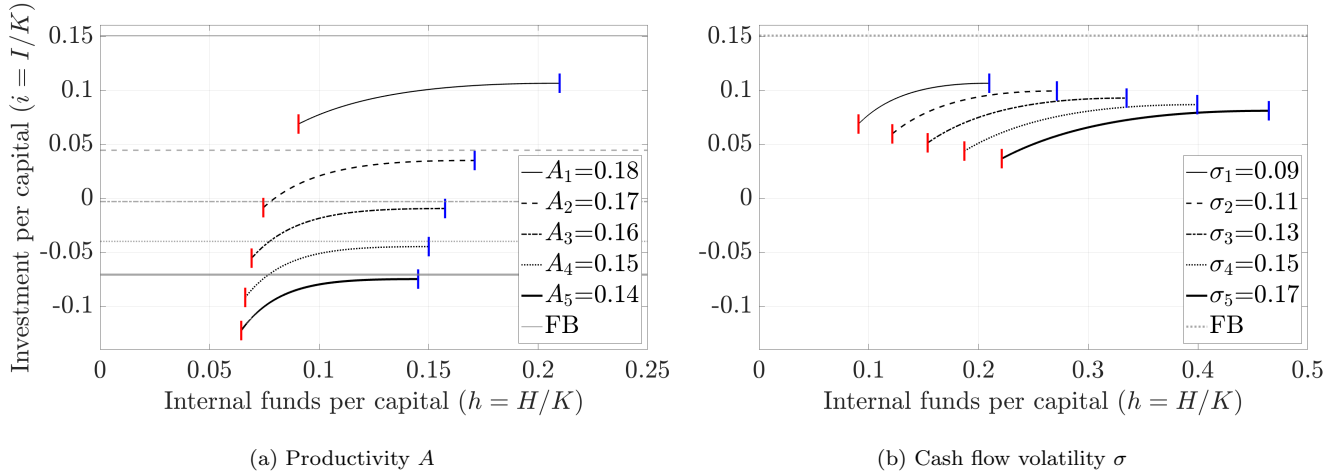 Investment per capital (i = I/K)
0.15
0.1
0.05
0
-0.05
-0.1
0
0.05
0.1
0.15
0.2
0.25
A1=0.18
A2=0.17
A3=0.16
A4=0.15
A5=0.14
FB
Internal funds per capital (h = H/K)
(a) Productivity A
0.15
0.1
0.05
0
-0.05
-0.1
0
0.1
0.2
0.3
0.4
0.5
σ1=0.09
σ2=0.11
σ3=0.13
σ4=0.15
σ5=0.17
FB
Internal funds per capital (h = H/K)
(b) Cash flow volatility σ